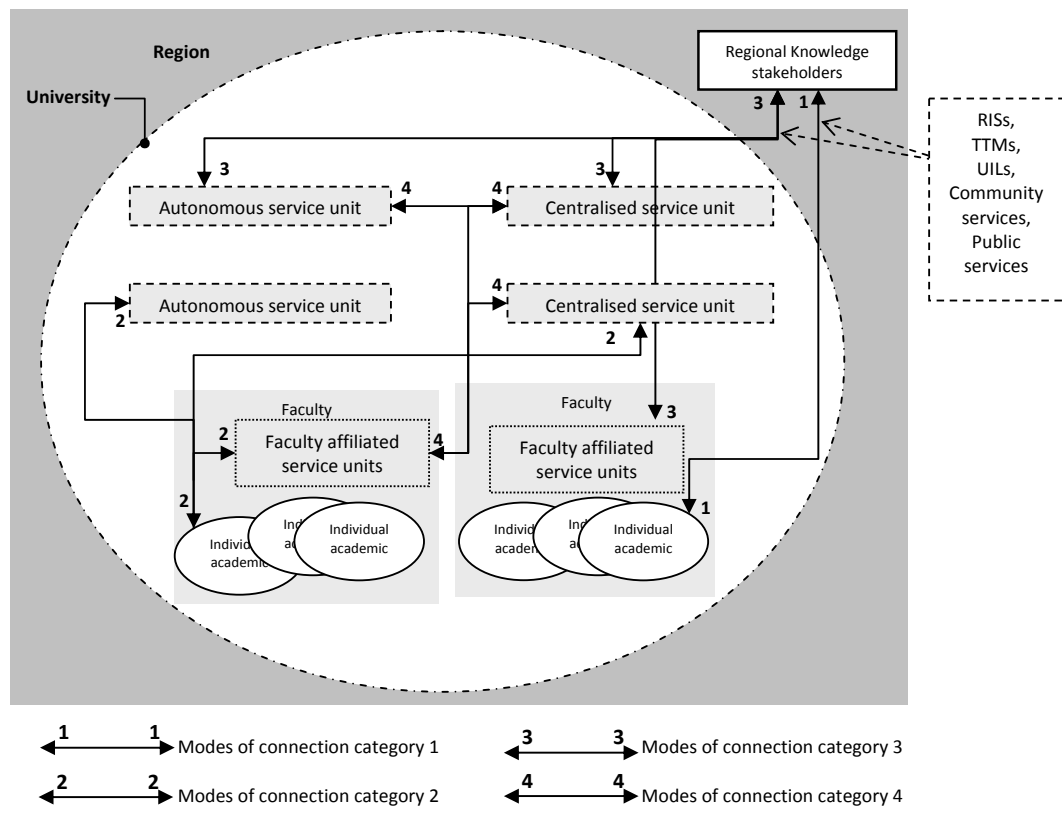 Region
University
Regional Knowledge
stakeholders
3
1
RISs,
TTMs,
UILs,
Community
services,
Public
services
3
3
4
4
Autonomous service unit
Centralised service unit
4
Autonomous service unit
Centralised service unit
2
2
Faculty
Faculty
3
2
4
Faculty affiliated
service units
Faculty affiliated
service units
2
1
Individual
academic
Individual
academic
Individual
academic
1
1
Modes of connection category 1
3
3
Modes of connection category 3
2
2
Modes of connection category 2
4
4
Modes of connection category 4